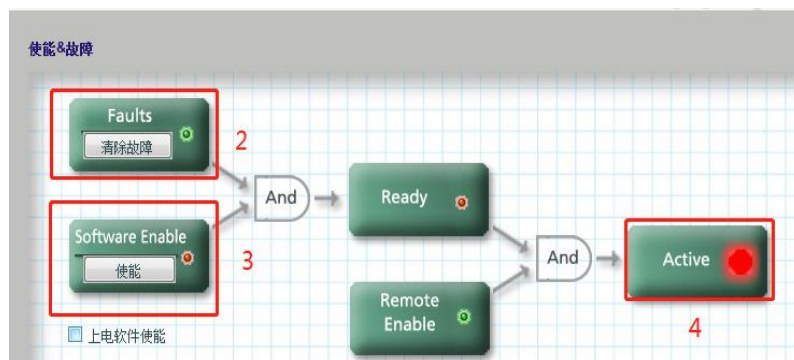 使能&故障
Faults
清除故障
2
And
Ready
Software Enable
使能
3
And
Active
4
Remote
Enable
上电软件使能